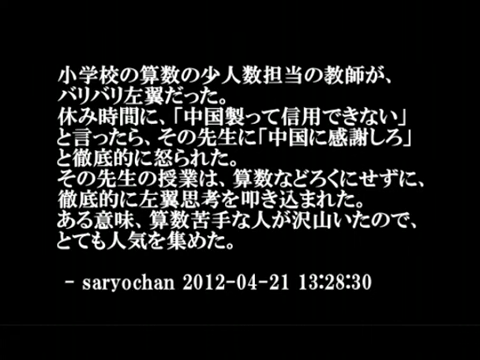 小学校の算数の少人数担当の教師が、
バリバリ左翼だった。
休み時間に、「中国製って信用できない」
と言ったら、その先生に「中国に感謝しろ」
と徹底的に怒られた。
その先生の授業は、算数などろくにせずに、
徹底的に左翼思考を叩き込まれた。
ある意味、算数苦手な人が沢山いたので、
とても人気を集めた。
- saryochan 2012-04-21 13:28:30